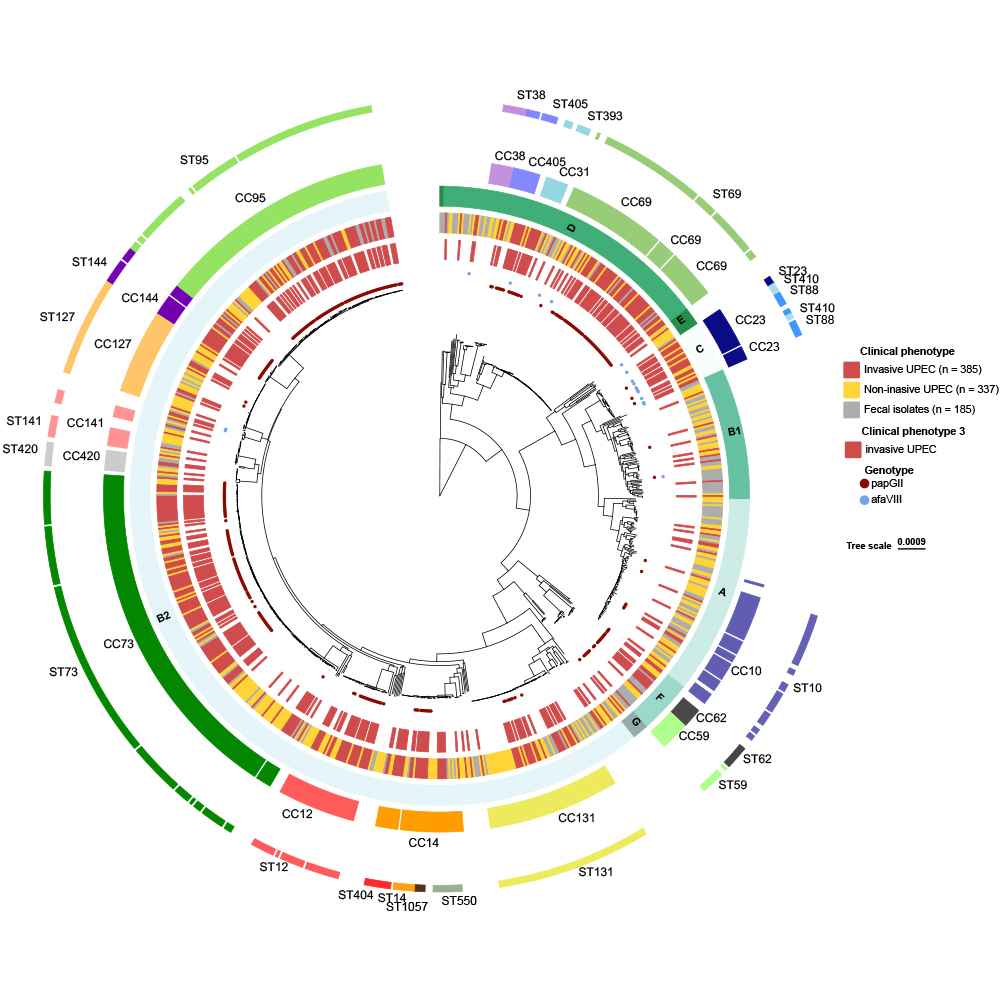 ST38
ST405
ST393
ST95
CC38
CC405
CC31
CC95
CC69
ST69
D
CC69
CC69
ST144
ST23
ST410
ST88
CC144
ST410
ST127
CC23
ST88
E
CC127
CC23
C
Clinical phenotype
Invasive UPEC (n = 385)
Non-inasive UPEC (n = 337)
Fecal isolates (n = 185)
ST141
CC141
B1
Clinical phenotype 3
invasive UPEC
ST420
CC420
Genotype
papGII
afaVIII
Tree scale 0.0009
A
B2
CC73
ST73
CC10
ST10
F
CC62
G
CC59
ST62
ST59
CC12
CC131
CC14
ST12
ST131
ST404
ST14
ST1057
ST550